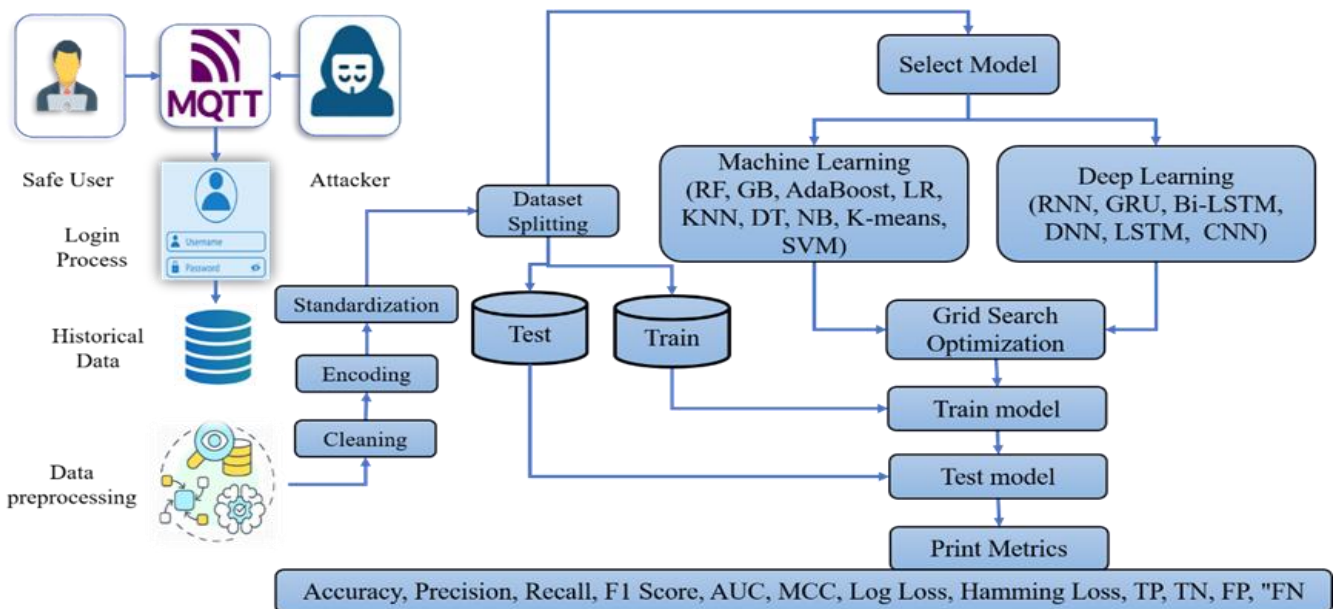 MQTT
Safe User
Attacker
Login
Process
Username
Password
Historical
Data
Data
preprocessing
Standardization
Encoding
Cleaning
Dataset
Splitting
Test
Train
Select Model
Machine Learning
(RF, GB, AdaBoost, LR,
KNN, DT, NB, K-means,
SVM)
Deep Learning
(RNN, GRU, Bi-LSTM,
DNN, LSTM, CNN)
Grid Search
Optimization
Train model
Test model
Print Metrics
Accuracy, Precision, Recall, F1 Score, AUC, MCC, Log Loss, Hamming Loss, TP, TN, FP, "FN